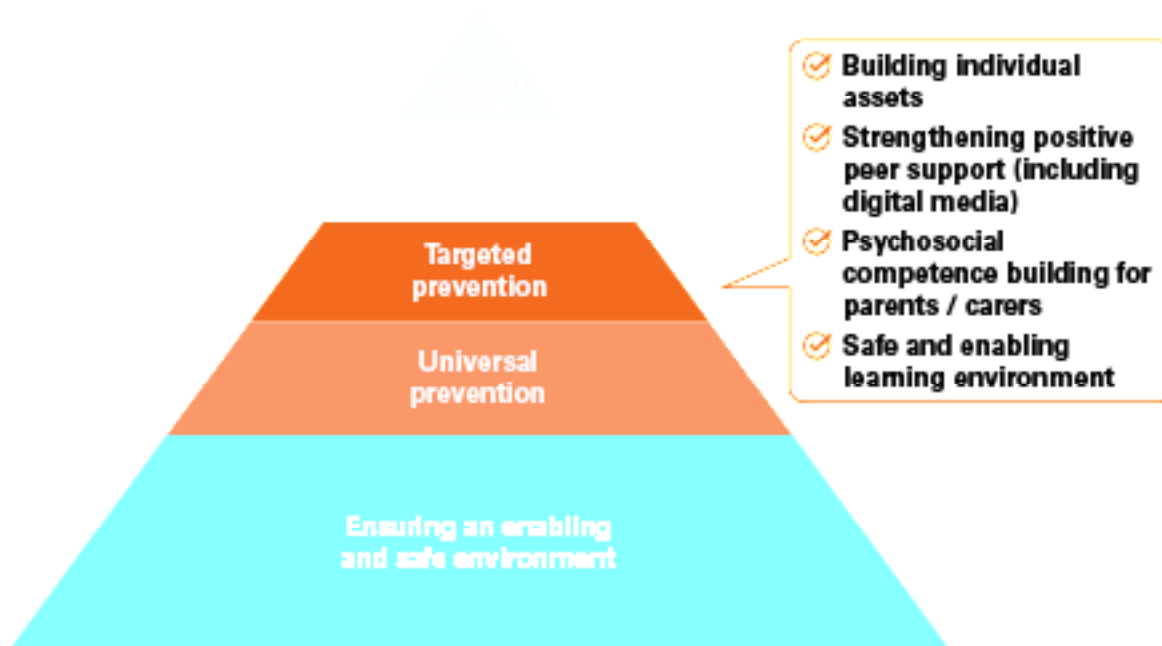 Building individual
assets
Strengthening positive
peer support (including
digital media)
Psychosocial
competence building for
parents / carers
Safe and enabling
learning environment
Targeted
prevention
Universal
prevention
Ensuring an enabling
and safe environment